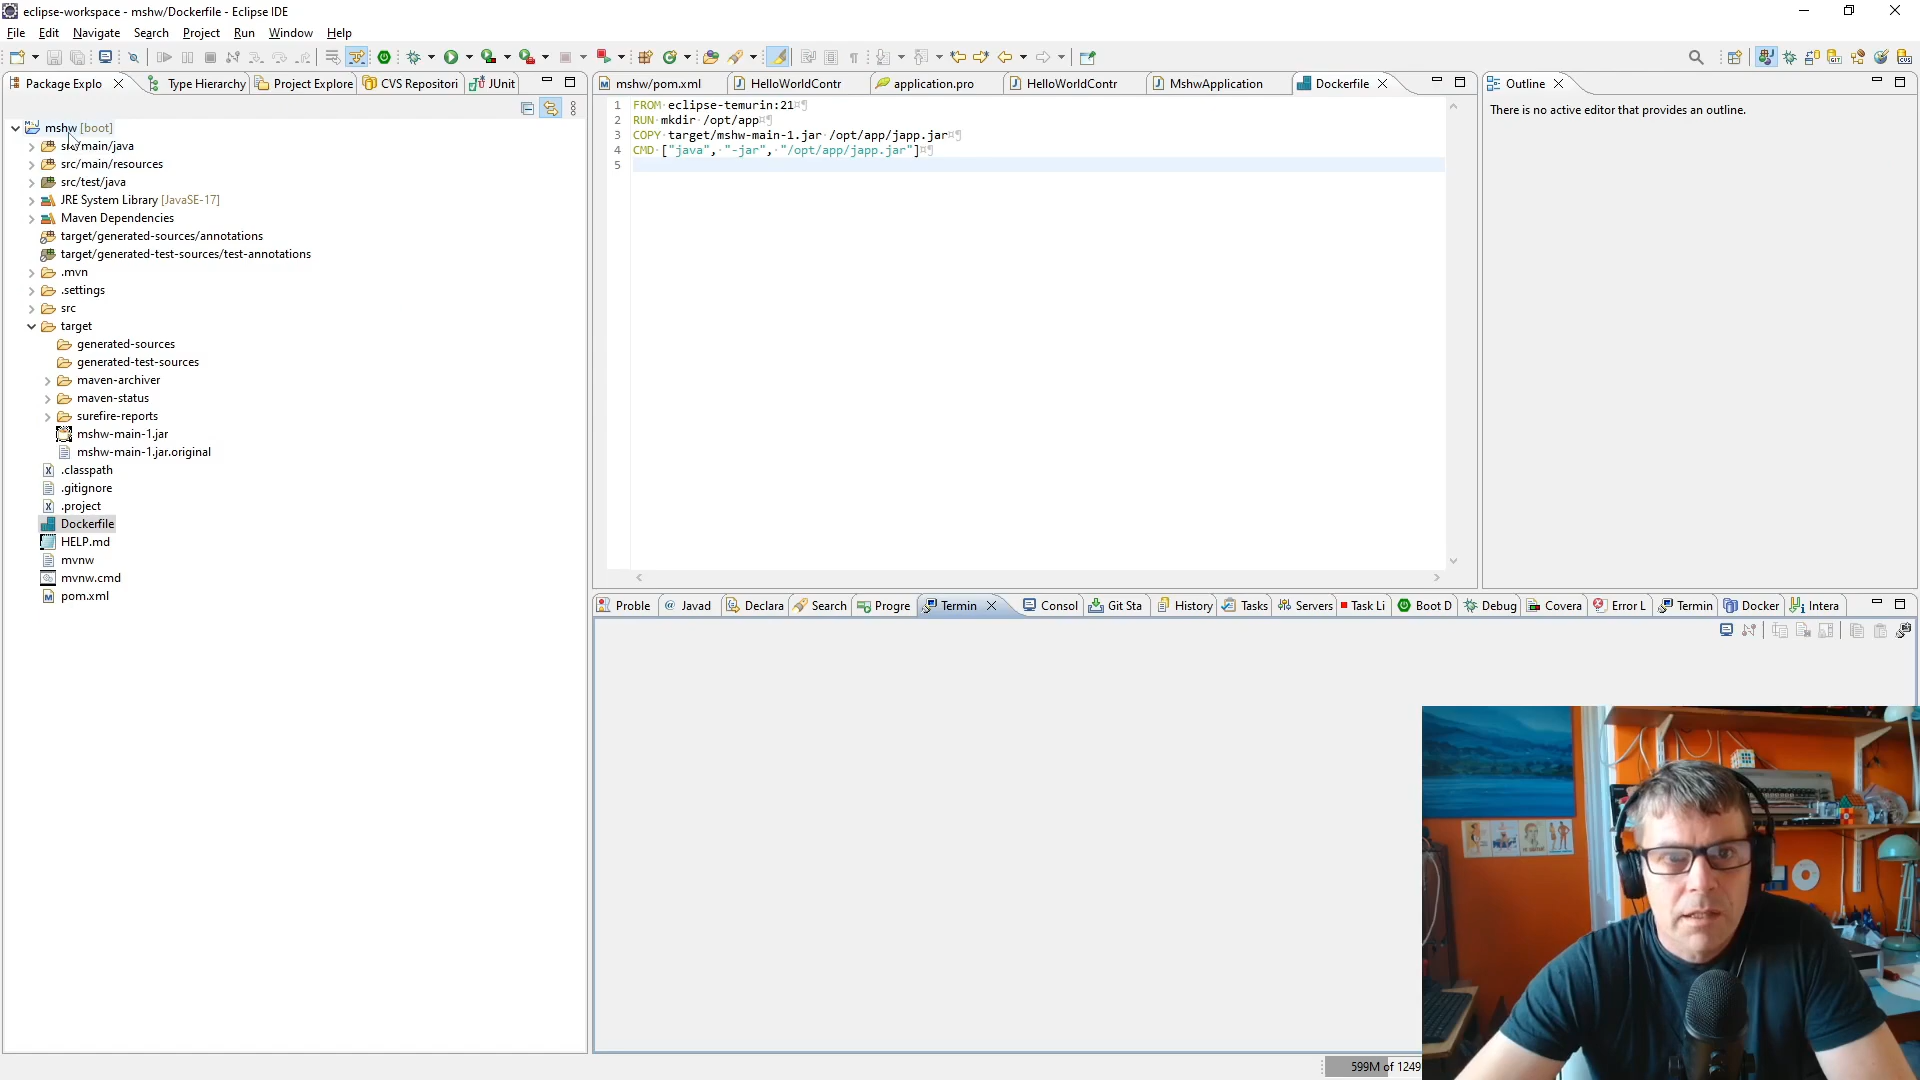 eclipse-workspace - mshw/Dockerfile - Eclipse IDE
File Edit Navigate Search Project Run Window Help
Package Explo Type Hierarchy Project Explore CVS Repositori JUnit
mshw [boot]
src/main/java
src/main/resources
src/test/java
JRE System Library [JavaSE-17]
Maven Dependencies
target/generated-sources/annotations
target/generated-test-sources/test-annotations
.mvn
.settings
src
target
generated-sources
generated-test-sources
maven-archiver
maven-status
surefire-reports
mshw-main-1.jar
mshw-main-1.jar.original
.classpath
.gitignore
.project
Dockerfile
HELP.md
mvnw
mvnw.cmd
pom.xml
mshw/pom.xml HelloWorldContr application.pro HelloWorldContr MshwApplication Dockerfile
1 FROM·eclipse-temurin:21¤¶
2 RUN·mkdir·/opt/app¤¶
3 COPY·target/mshw-main-1.jar·/opt/app/japp.jar¤¶
4 CMD·["java",·"-jar",·"/opt/app/japp.jar"]¤¶
5
Outline
There is no active editor that provides an outline.
Proble Javad Declara Search Progre Termin Consol Git Sta History Tasks Servers Task Li Boot D Debug Covera Error L Termin Docker Intera
599M of 1249